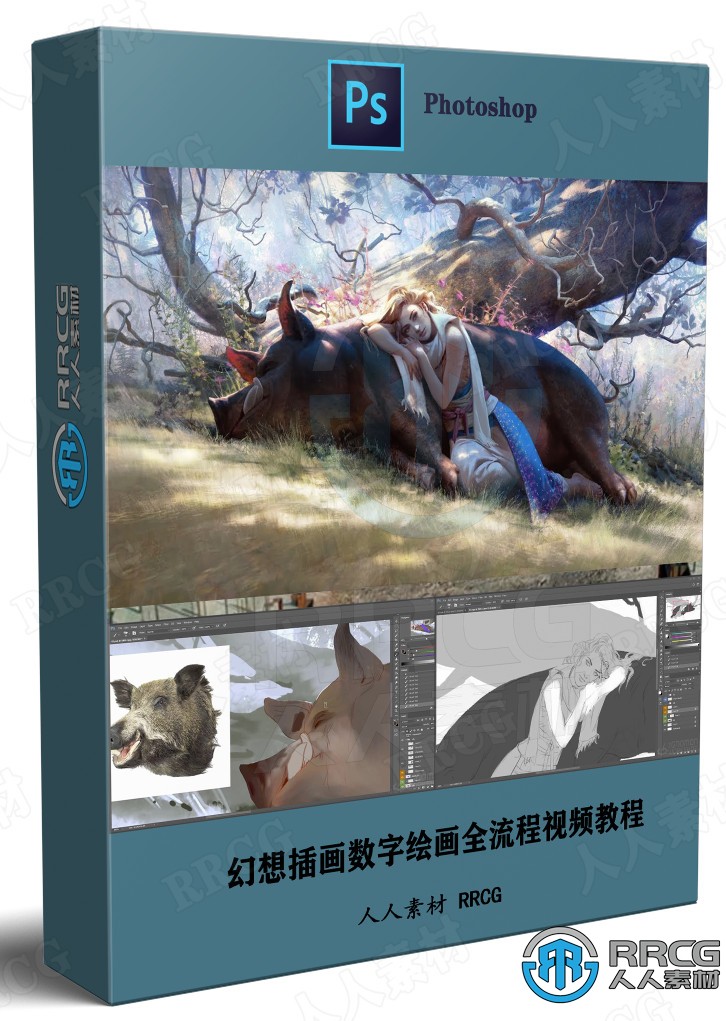 Ps
Photoshop
RRCG
人人素材
幻想插画数字绘画全流程视频教程
人人素材 RRCG
RRCG
人人素材